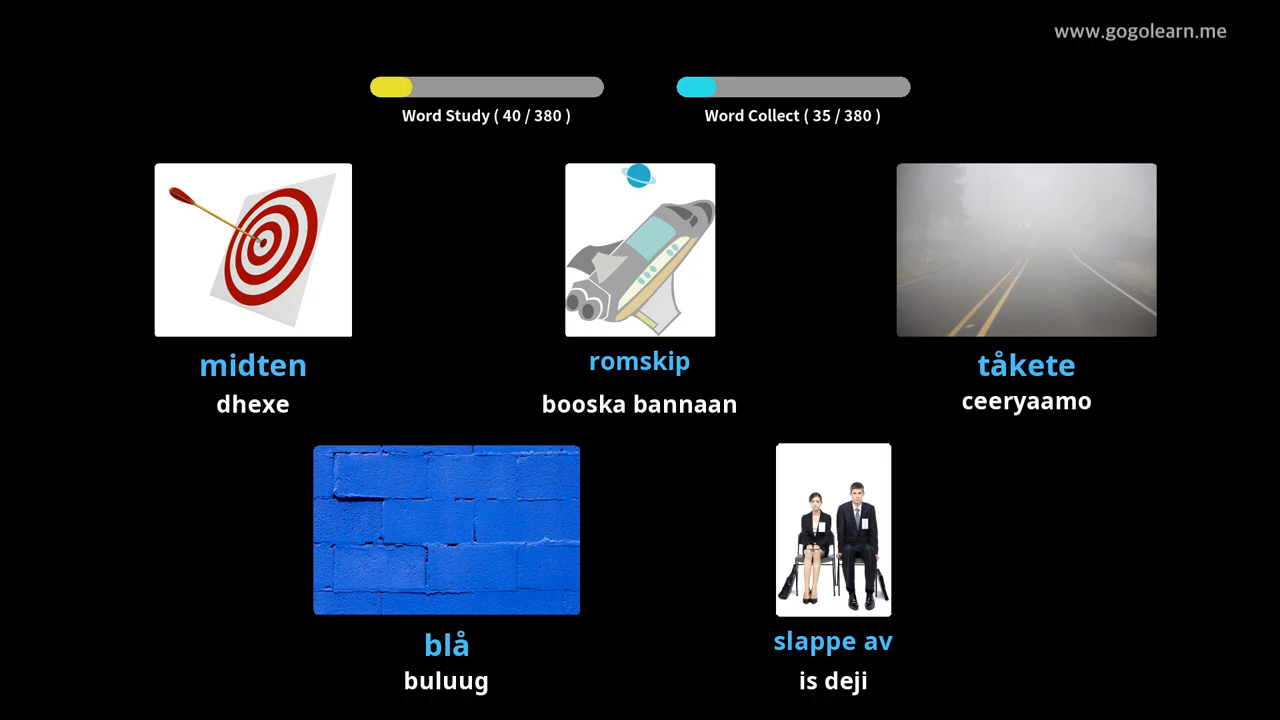 www.gogolearn.me
Word Study ( 40 / 380 )
Word Collect ( 35 / 380 )
midten
dhexe
romskip
booska bannaan
tåkete
ceeryaamo
blå
buluug
slappe av
is deji